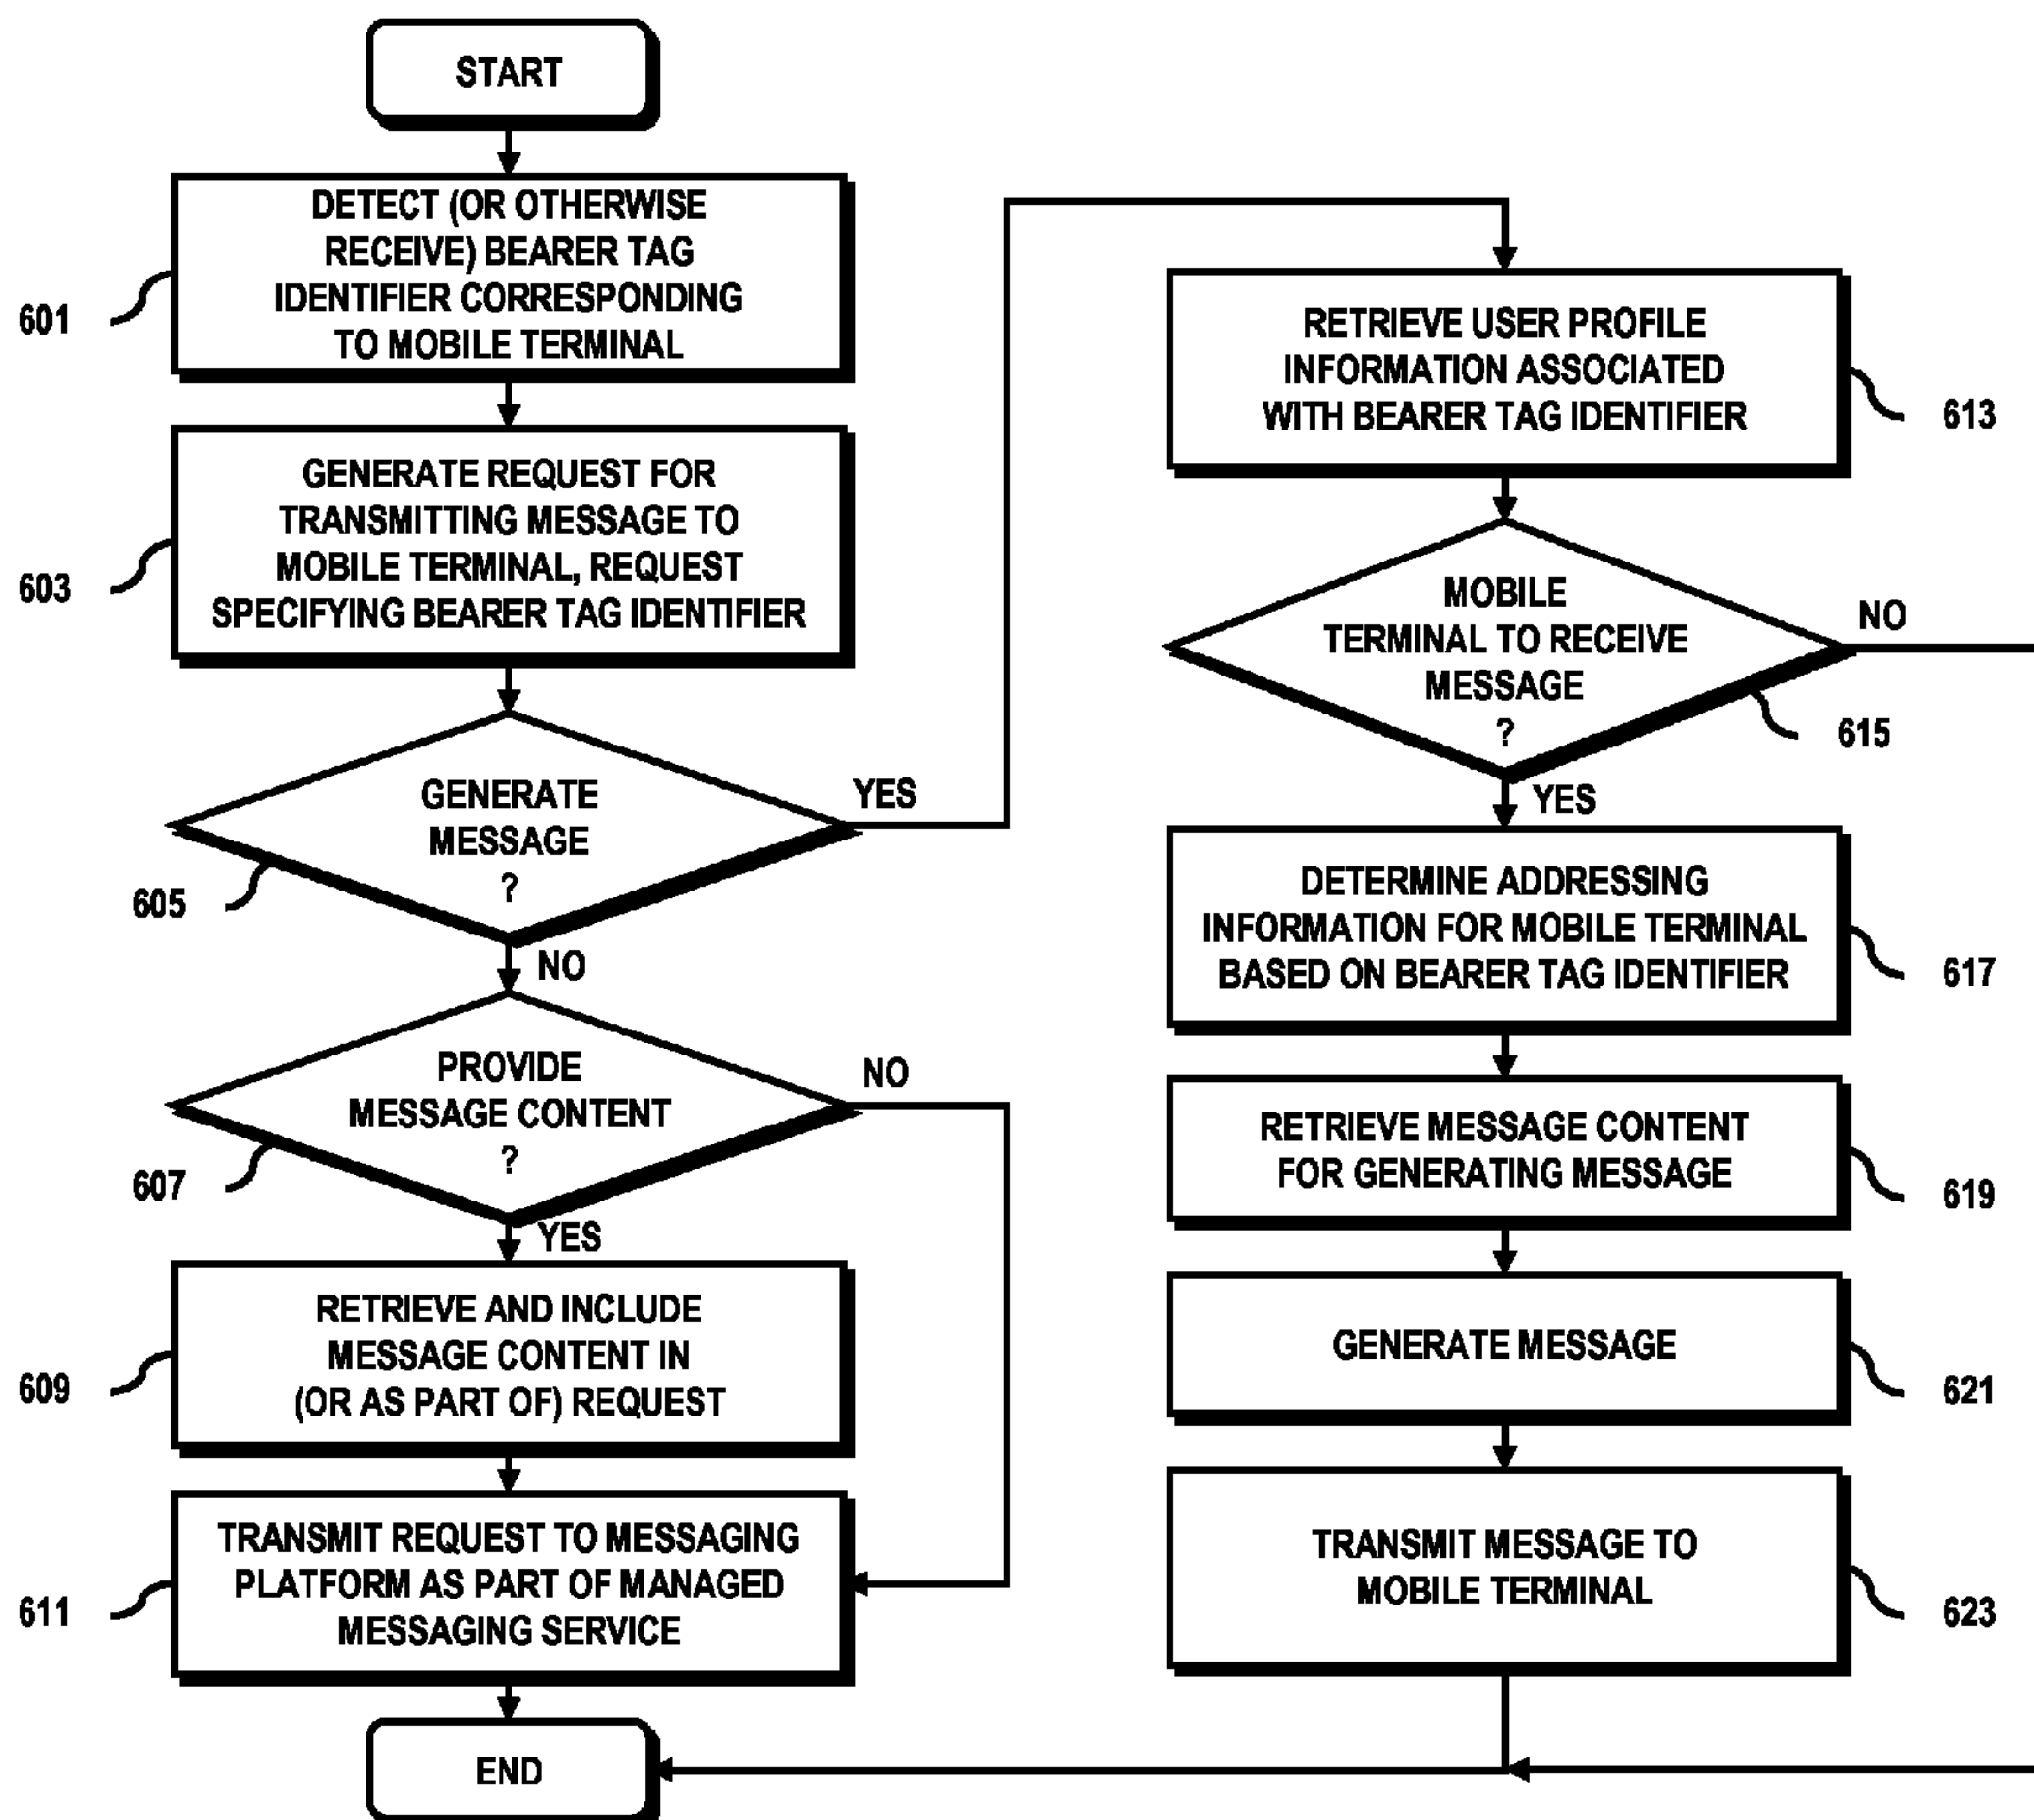 START
DETECT (OR OTHERWISE
RECEIVE) BEARER TAG
IDENTIFIER CORRESPONDING
TO MOBILE TERMINAL
601
GENERATE REQUEST FOR
TRANSMITTING MESSAGE TO
MOBILE TERMINAL, REQUEST
SPECIFYING BEARER TAG IDENTIFIER
603
GENERATE
MESSAGE
?
YES
605
NO
PROVIDE
MESSAGE CONTENT
?
NO
607
YES
RETRIEVE AND INCLUDE
MESSAGE CONTENT IN
(OR AS PART OF) REQUEST
609
TRANSMIT REQUEST TO MESSAGING
PLATFORM AS PART OF MANAGED
MESSAGING SERVICE
611
END
RETRIEVE USER PROFILE
INFORMATION ASSOCIATED
WITH BEARER TAG IDENTIFIER
613
MOBILE
TERMINAL TO RECEIVE
MESSAGE
?
NO
615
YES
DETERMINE ADDRESSING
INFORMATION FOR MOBILE TERMINAL
BASED ON BEARER TAG IDENTIFIER
617
RETRIEVE MESSAGE CONTENT
FOR GENERATING MESSAGE
619
GENERATE MESSAGE
621
TRANSMIT MESSAGE TO
MOBILE TERMINAL
623